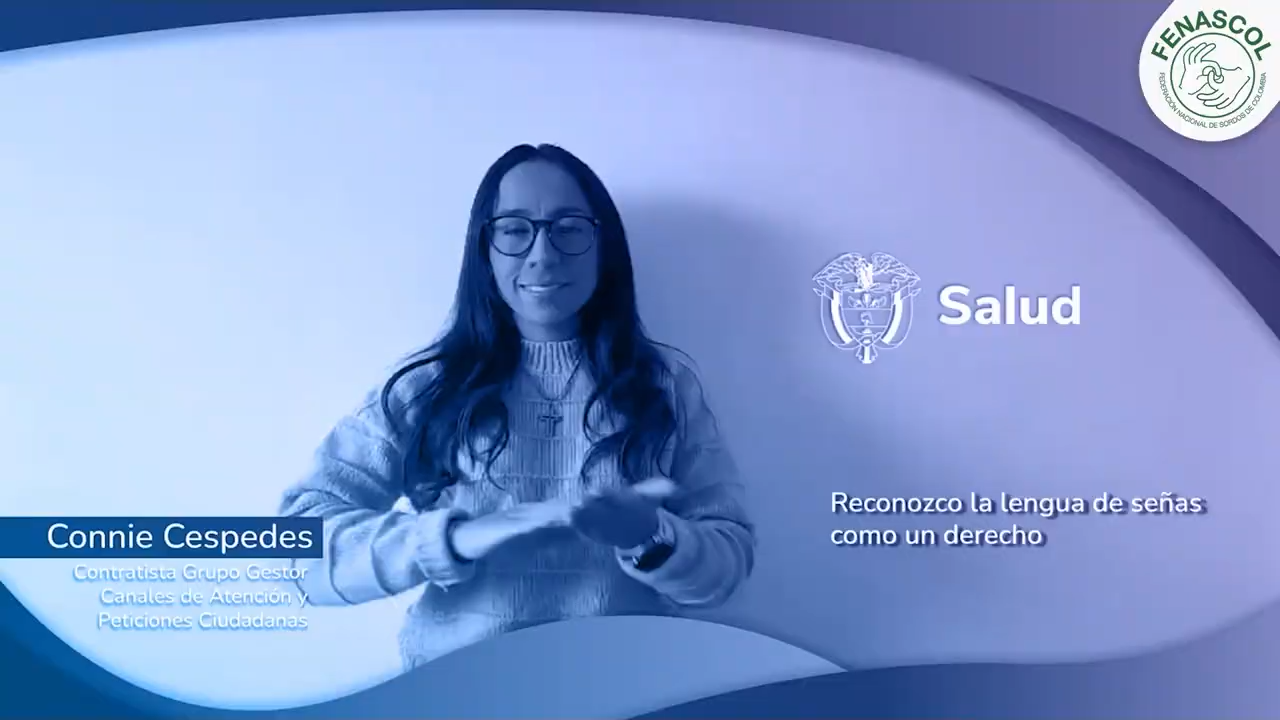 FENASCOL
FEDERACIÓN NACIONAL DE SORDOS DE COLOMBIA
Salud
Reconozco la lengua de señas
como un derecho
Connie Cespedes
Contratista Grupo Gestor
Canales de Atención y
Peticiones Ciudadanas